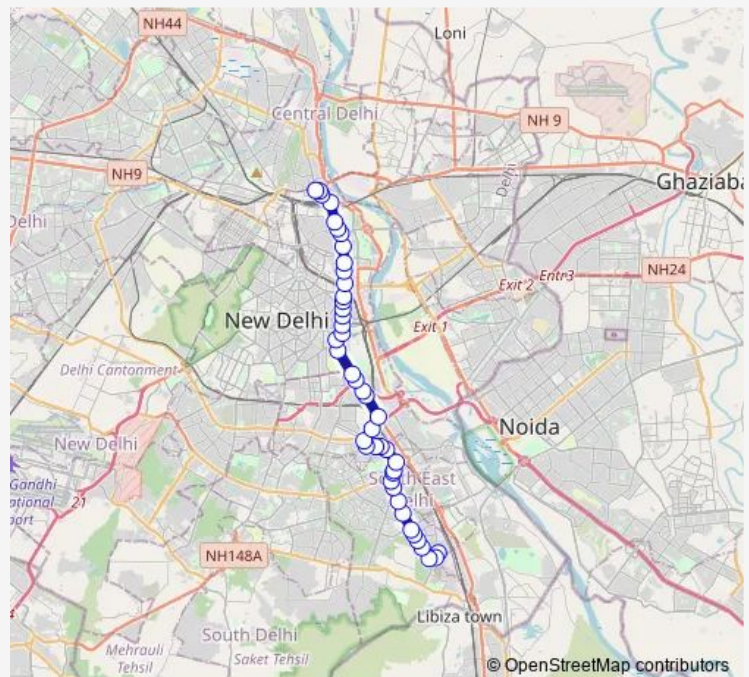 NH44
Loni
Central Delhi
NH 9
Delhi
NH9
Ghaziaba
Delhi
NH24
Exit 2
Entr3
New Delhi
Exit 1
Delhi Cantonment
Noida
New Delhi
South East
Delhi
Gandhi
national
port
21
NH148A
Libiza town
South Delhi
Mehrauli
Tehsil
Saket Tehsil
© OpenStreetMap contributors